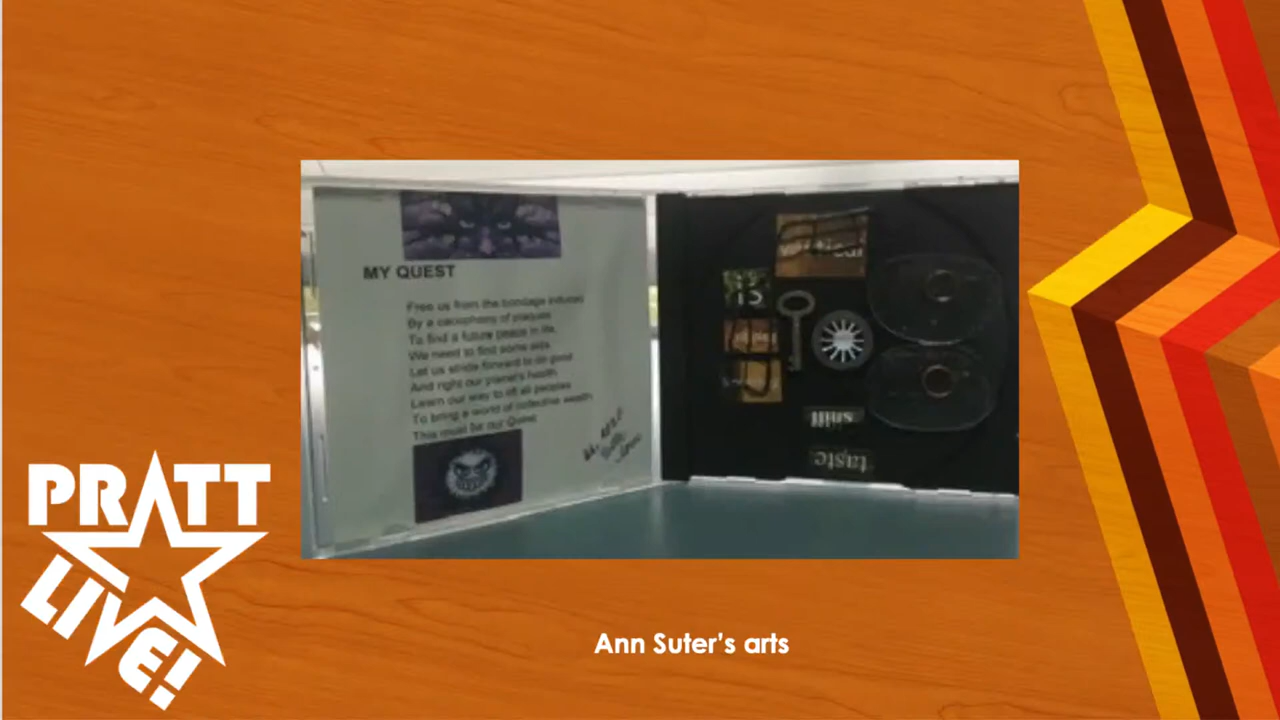 MY QUEST
Free us from the bondage induced
By a cacophony of plagues
To find a future peace in life,
We need to find some aids
Let us stride forward to do good
And right our planet's health
Learn our way to lift all peoples
To bring a world of collective wealth
This must be our Quest
is
sniff
taste
PRATT
LIVE!
Ann Suter's arts